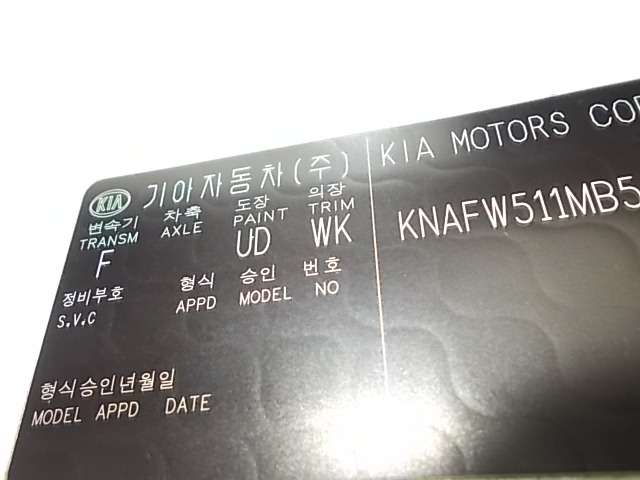 KIA 기아자동차(주) KIA MOTORS COR
변속기 차축 도장 의장
TRANSM AXLE PAINT TRIM
F UD WK KNAFW511MB5
정비부호 형식 승인 번호
S.V.C APPD MODEL NO
형식승인년월일
MODEL APPD DATE